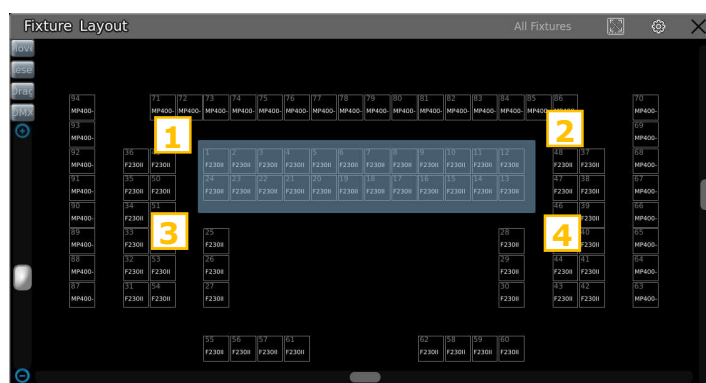 Fixture Layout All Fixtures
94 71 72 73 74 75 76 77 78 79 80 81 82 83 84 85 86 70
MP400- MP400- MP400- MP400- MP400- MP400- MP400- MP400- MP400- MP400- MP400- MP400- MP400- MP400- MP400- MP400- MP400- MP400-
93 69
MP400- 1 2 MP400-
92 36 1 2 3 4 5 6 7 8 9 10 11 12 48 37 68
MP400- F230II F230II F230II F230II F230II F230II F230II F230II F230II F230II F230II F230II F230II F230II F230II F230II F230II MP400-
91 35 50 24 23 22 21 20 19 18 17 16 15 14 13 47 38 67
MP400- F230II F230II F230II F230II F230II F230II F230II F230II F230II F230II F230II F230II F230II F230II F230II F230II MP400-
90 34 51 46 39 66
MP400- F230II F230II MP400-
89 33 3 25 28 4 40 65
MP400- F230II F230II F230II F230II MP400-
88 32 53 26 29 44 41 64
MP400- F230II F230II F230II F230II F230II F230II MP400-
87 31 54 27 30 43 42 63
MP400- F230II F230II F230II F230II F230II F230II MP400-
55 56 57 61 62 58 59 60
F230II F230II F230II F230II F230II F230II F230II F230II